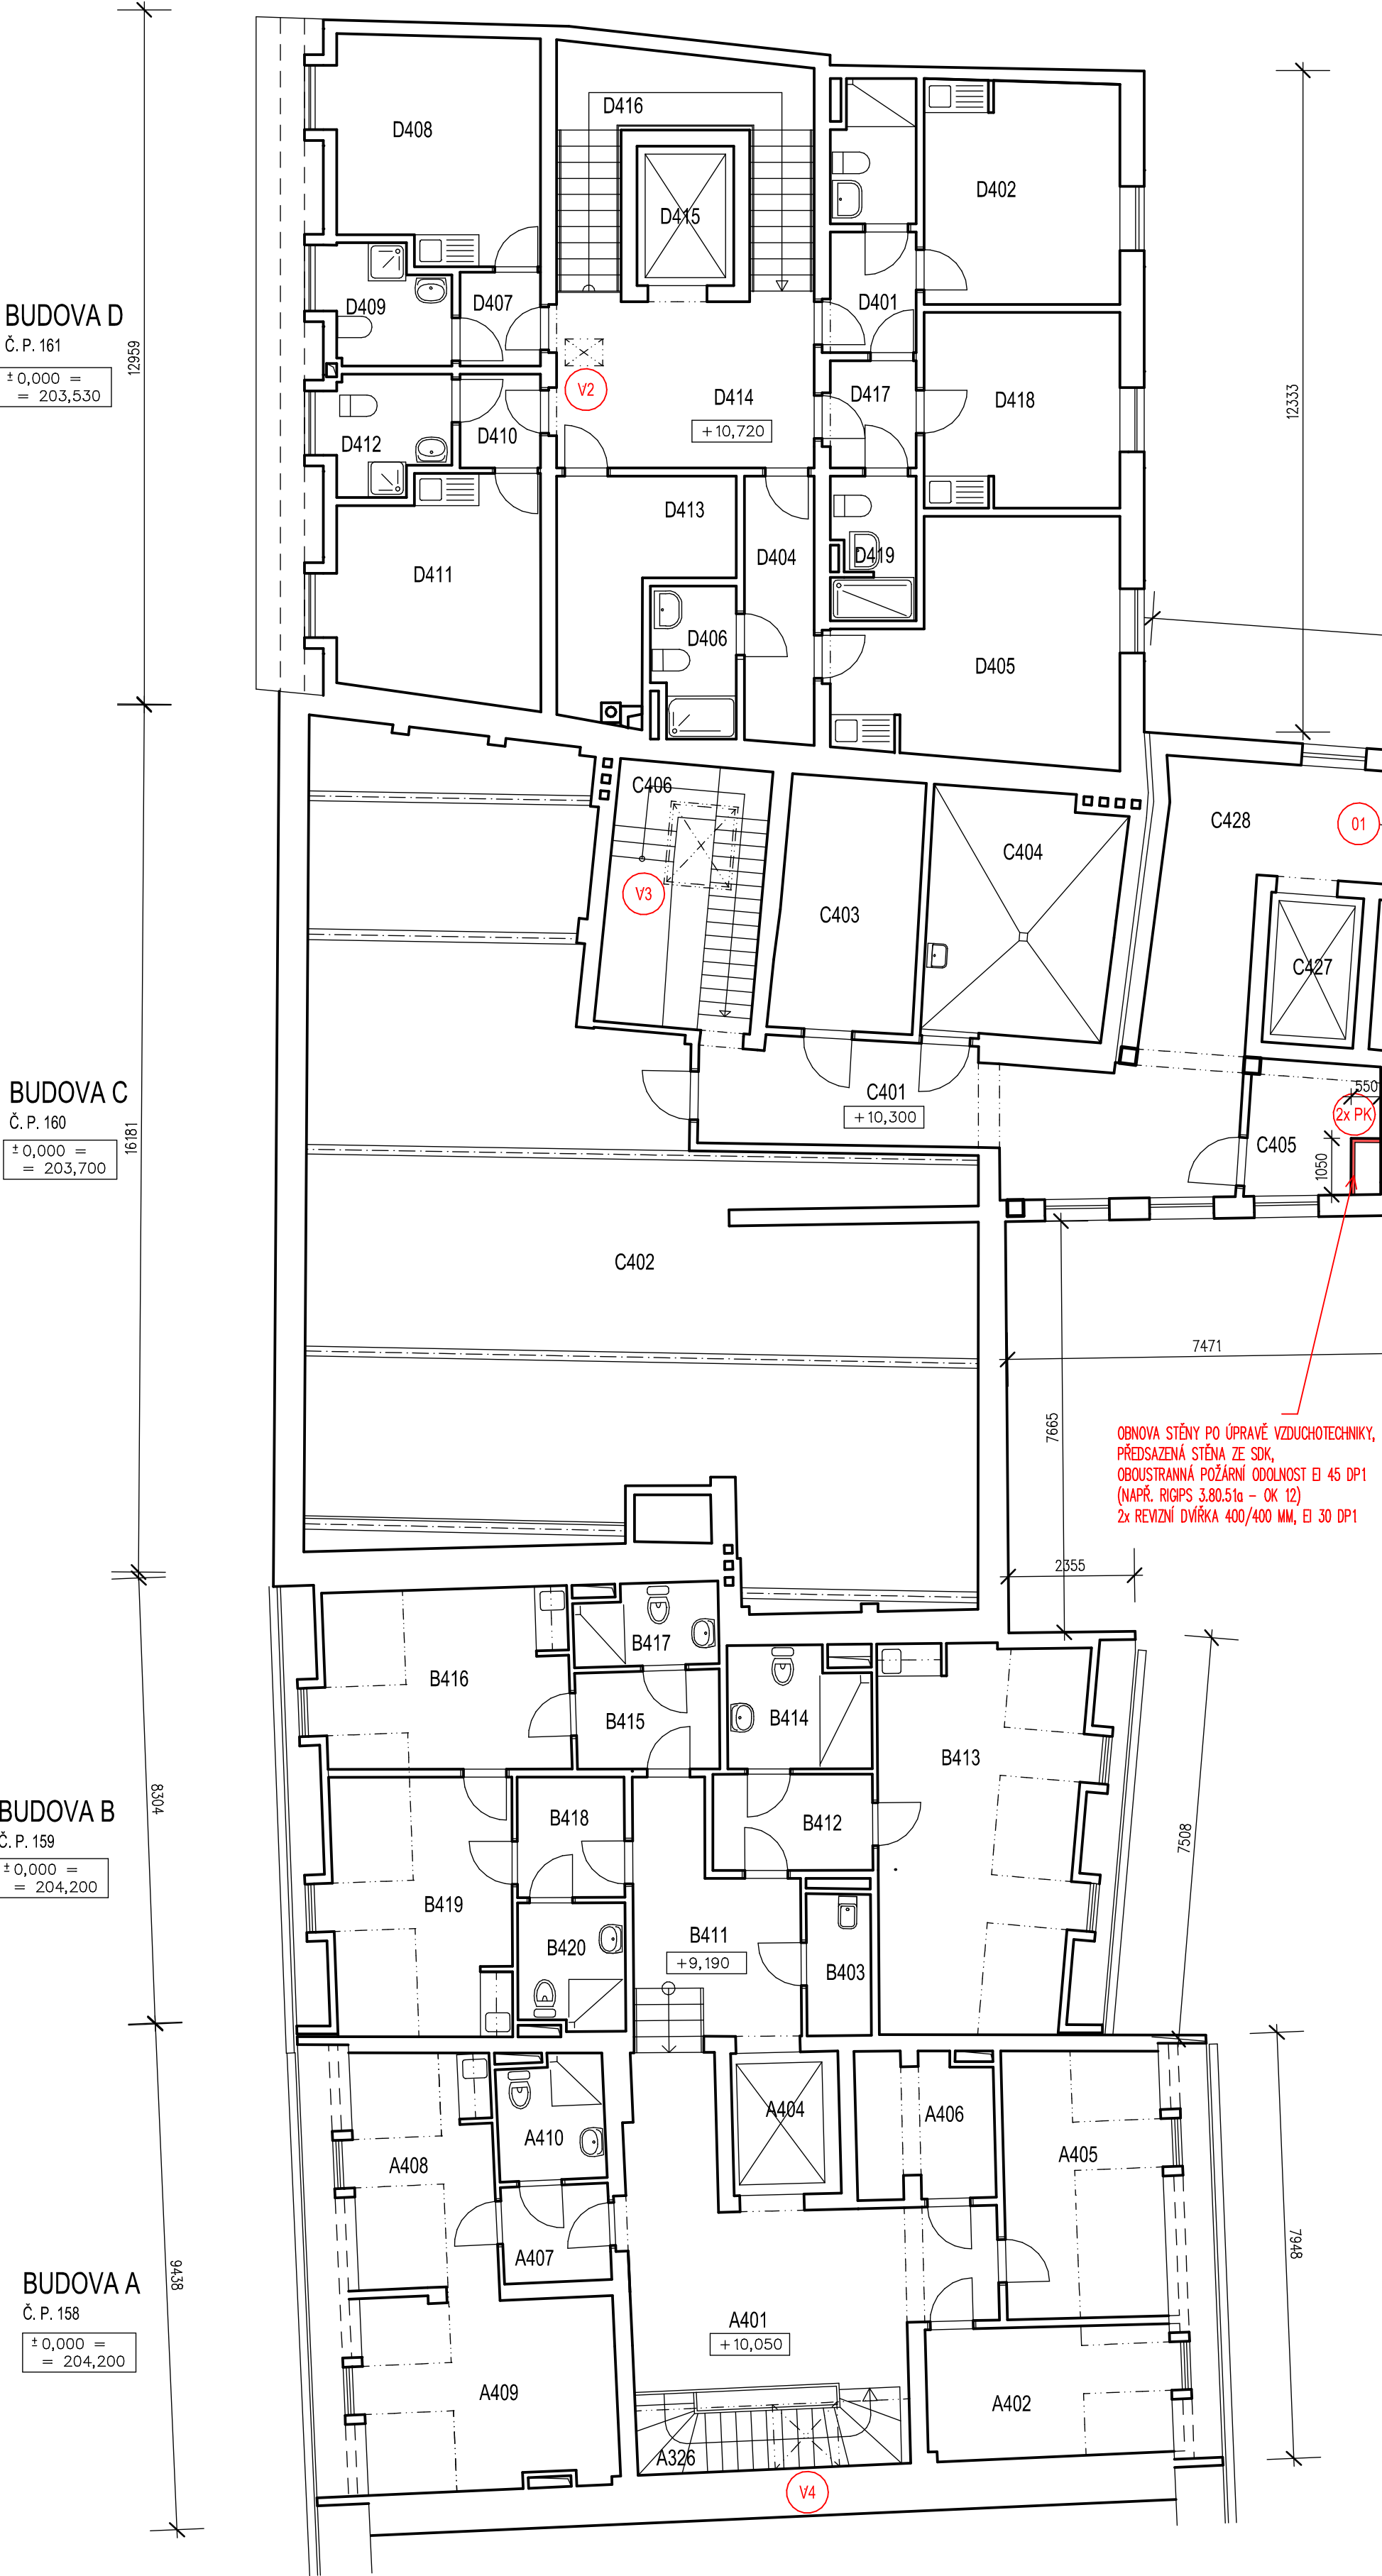 D416
D408
D402
D415
D409
D407
D401
BUDOVA D
Č. P. 161
± 0,000 =
= 203,530
12959
12333
V2
D414
+10,720
D417
D418
D412
D410
D413
D404
D419
D411
D406
D405
C406
C428
01
C404
V3
C403
C427
BUDOVA C
Č. P. 160
± 0,000 =
= 203,700
16181
C401
+10,300
550
2x PK
C405
1050
C402
7471
7665
OBNOVA STĚNY PO ÚPRAVĚ VZDUCHOTECHNIKY,
PŘEDSAZENÁ STĚNA ZE SDK,
OBOUSTRANNÁ POŽÁRNÍ ODOLNOST EI 45 DP1
(NAPŘ. RIGIPS 3.80.51a - OK 12)
2x REVIZNÍ DVÍŘKA 400/400 MM, EI 30 DP1
2355
B417
B416
B415
B414
B413
BUDOVA B
Č. P. 159
± 0,000 =
= 204,200
8304
B418
B412
7508
B419
B420
B411
+9,190
B403
A404
A406
A410
A408
A405
A407
BUDOVA A
Č. P. 158
± 0,000 =
= 204,200
9438
7948
A401
+10,050
A409
A402
A326
V4